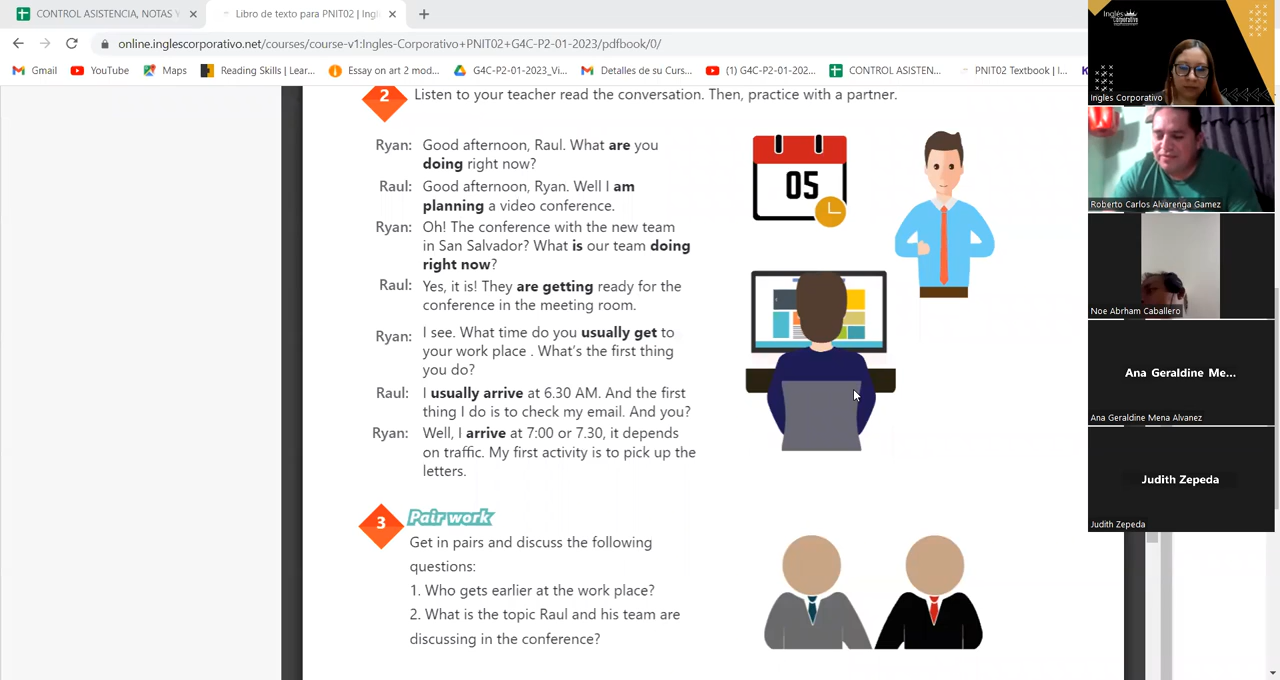 CONTROL ASISTENCIA, NOTAS Y
Libro de texto para PNIT02 | Ingl
online.inglescorporativo.net/courses/course-v1:Ingles-Corporativo+PNIT02+G4C-P2-01-2023/pdfbook/0/
Gmail
YouTube
Maps
Reading Skills | Lear...
Essay on art 2 mod...
G4C-P2-01-2023_Vi...
Detalles de su Curs...
(1) G4C-P2-01-202...
CONTROL ASISTEN...
PNIT02 Textbook | I...
2
Listen to your teacher read the conversation. Then, practice with a partner.
Ryan: Good afternoon, Raul. What are you
doing right now?
Raul: Good afternoon, Ryan. Well I am
planning a video conference.
Ryan: Oh! The conference with the new team
in San Salvador? What is our team doing
right now?
Raul: Yes, it is! They are getting ready for the
conference in the meeting room.
Ryan: I see. What time do you usually get to
your work place . What's the first thing
you do?
Raul: I usually arrive at 6.30 AM. And the first
thing I do is to check my email. And you?
Ryan: Well, I arrive at 7:00 or 7.30, it depends
on traffic. My first activity is to pick up the
letters.
05
3
Pair work
Get in pairs and discuss the following
questions:
1. Who gets earlier at the work place?
2. What is the topic Raul and his team are
discussing in the conference?
Inglés
Corporativo
Ingles Corporativo
Roberto Carlos Alvarenga Gamez
Noe Abrham Caballero
Ana Geraldine Me...
Ana Geraldine Mena Alvanez
Judith Zepeda
Judith Zepeda